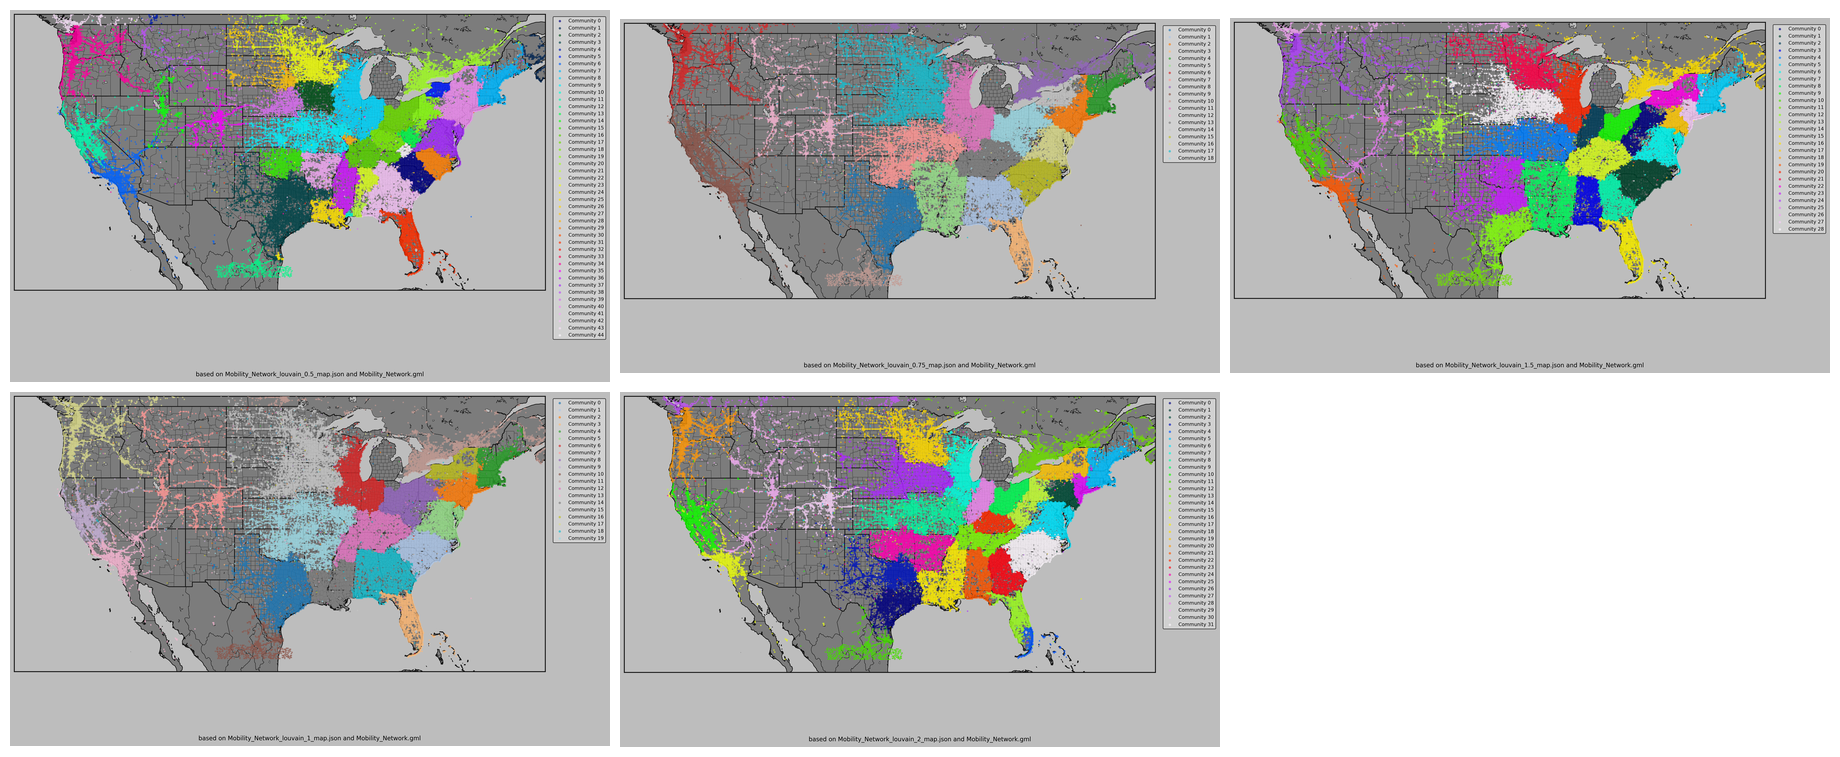 Community 0
Community 1
Community 2
Community 3
Community 4
Community 5
Community 6
Community 7
Community 8
Community 9
Community 10
Community 11
Community 12
Community 13
Community 14
Community 15
Community 16
Community 17
Community 18
Community 19
Community 20
Community 21
Community 22
Community 23
Community 24
Community 25
Community 26
Community 27
Community 28
Community 29
Community 30
Community 31
Community 32
Community 33
Community 34
Community 35
Community 36
Community 37
Community 38
Community 39
Community 40
Community 41
Community 42
Community 43
Community 44
based on Mobility_Network_louvain_0.5_map.json and Mobility_Network.gml
Community 0
Community 1
Community 2
Community 3
Community 4
Community 5
Community 6
Community 7
Community 8
Community 9
Community 10
Community 11
Community 12
Community 13
Community 14
Community 15
Community 16
Community 17
Community 18
based on Mobility_Network_louvain_0.75_map.json and Mobility_Network.gml
Community 0
Community 1
Community 2
Community 3
Community 4
Community 5
Community 6
Community 7
Community 8
Community 9
Community 10
Community 11
Community 12
Community 13
Community 14
Community 15
Community 16
Community 17
Community 18
Community 19
Community 20
Community 21
Community 22
Community 23
Community 24
Community 25
Community 26
Community 27
Community 28
based on Mobility_Network_louvain_1.5_map.json and Mobility_Network.gml
Community 0
Community 1
Community 2
Community 3
Community 4
Community 5
Community 6
Community 7
Community 8
Community 9
Community 10
Community 11
Community 12
Community 13
Community 14
Community 15
Community 16
Community 17
Community 18
Community 19
based on Mobility_Network_louvain_1_map.json and Mobility_Network.gml
Community 0
Community 1
Community 2
Community 3
Community 4
Community 5
Community 6
Community 7
Community 8
Community 9
Community 10
Community 11
Community 12
Community 13
Community 14
Community 15
Community 16
Community 17
Community 18
Community 19
Community 20
Community 21
Community 22
Community 23
Community 24
Community 25
Community 26
Community 27
Community 28
Community 29
Community 30
Community 31
based on Mobility_Network_louvain_2_map.json and Mobility_Network.gml